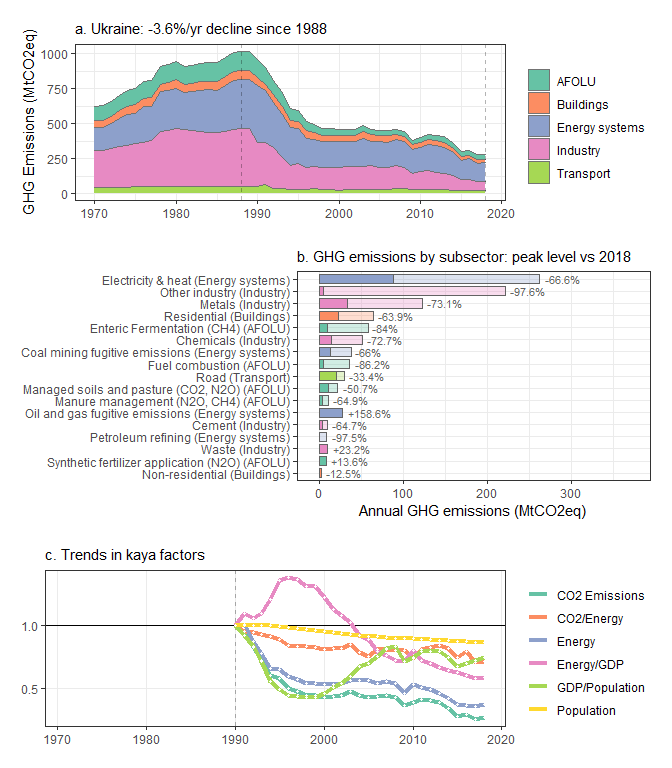 a. Ukraine: -3.6%/yr decline since 1988
GHG Emissions (MtCO2eq)
1000
750
500
250
0
1970
1980
1990
2000
2010
2020
AFOLU
Buildings
Energy systems
Industry
Transport
b. GHG emissions by subsector: peak level vs 2018
Electricity & heat (Energy systems)
-66.6%
Other industry (Industry)
-97.6%
Metals (Industry)
-73.1%
Residential (Buildings)
-63.9%
Enteric Fermentation (CH4) (AFOLU)
-84%
Chemicals (Industry)
-72.7%
Coal mining fugitive emissions (Energy systems)
-66%
Fuel combustion (AFOLU)
-86.2%
Road (Transport)
-33.4%
Managed soils and pasture (CO2, N2O) (AFOLU)
-50.7%
Manure management (N2O, CH4) (AFOLU)
-64.9%
Oil and gas fugitive emissions (Energy systems)
+158.6%
Cement (Industry)
-64.7%
Petroleum refining (Energy systems)
-97.5%
Waste (Industry)
+23.2%
Synthetic fertilizer application (N2O) (AFOLU)
+13.6%
Non-residential (Buildings)
-12.5%
0
100
200
300
Annual GHG emissions (MtCO2eq)
c. Trends in kaya factors
1.0
0.5
1970
1980
1990
2000
2010
2020
CO2 Emissions
CO2/Energy
Energy
Energy/GDP
GDP/Population
Population